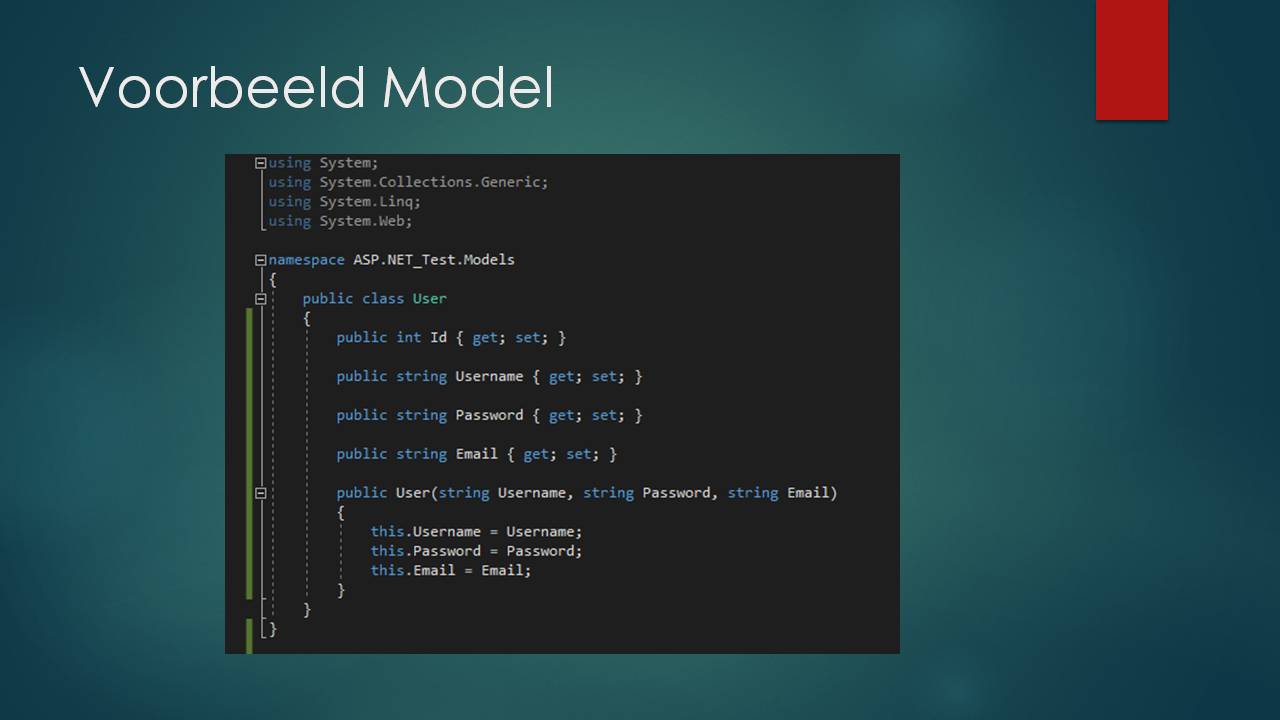 Voorbeeld Model
using System;
using System.Collections.Generic;
using System.Linq;
using System.Web;
namespace ASP.NET_Test.Models
{
public class User
{
public int Id { get; set; }
public string Username { get; set; }
public string Password { get; set; }
public string Email { get; set; }
public User(string Username, string Password, string Email)
{
this.Username = Username;
this.Password = Password;
this.Email = Email;
}
}
}